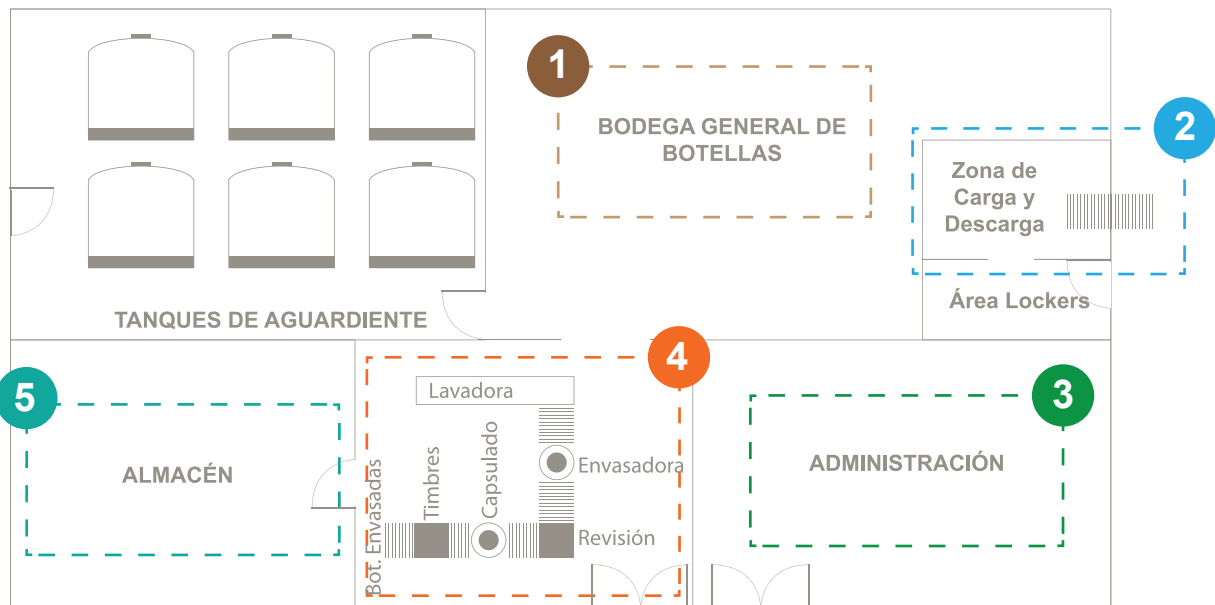 1
BODEGA GENERAL DE
BOTELLAS
2
Zona de
Carga y
Descarga
Área Lockers
TANQUES DE AGUARDIENTE
4
Lavadora
Envasadora
Revisión
Capsulado
Timbres
Bot. Envasadas
3
ADMINISTRACIÓN
5
ALMACÉN